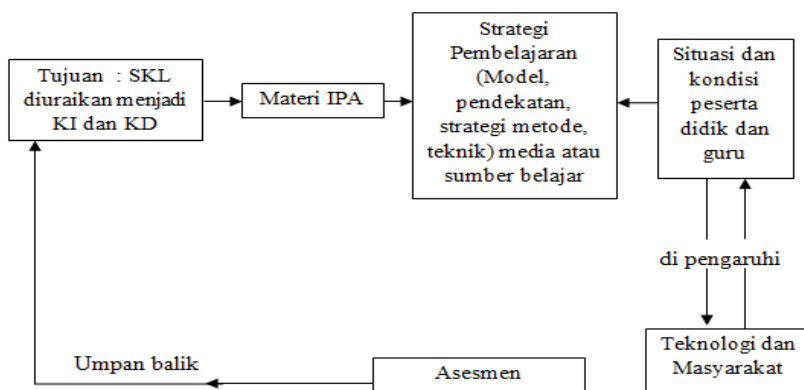 Tujuan : SKL
diuraikan menjadi
KI dan KD
Materi IPA
Strategi
Pembelajaran
(Model,
pendekatan,
strategi metode,
teknik) media atau
sumber belajar
Situasi dan
kondisi
peserta
didik dan
guru
di pengaruhi
Teknologi dan
Masyarakat
Asesmen
Umpan balik